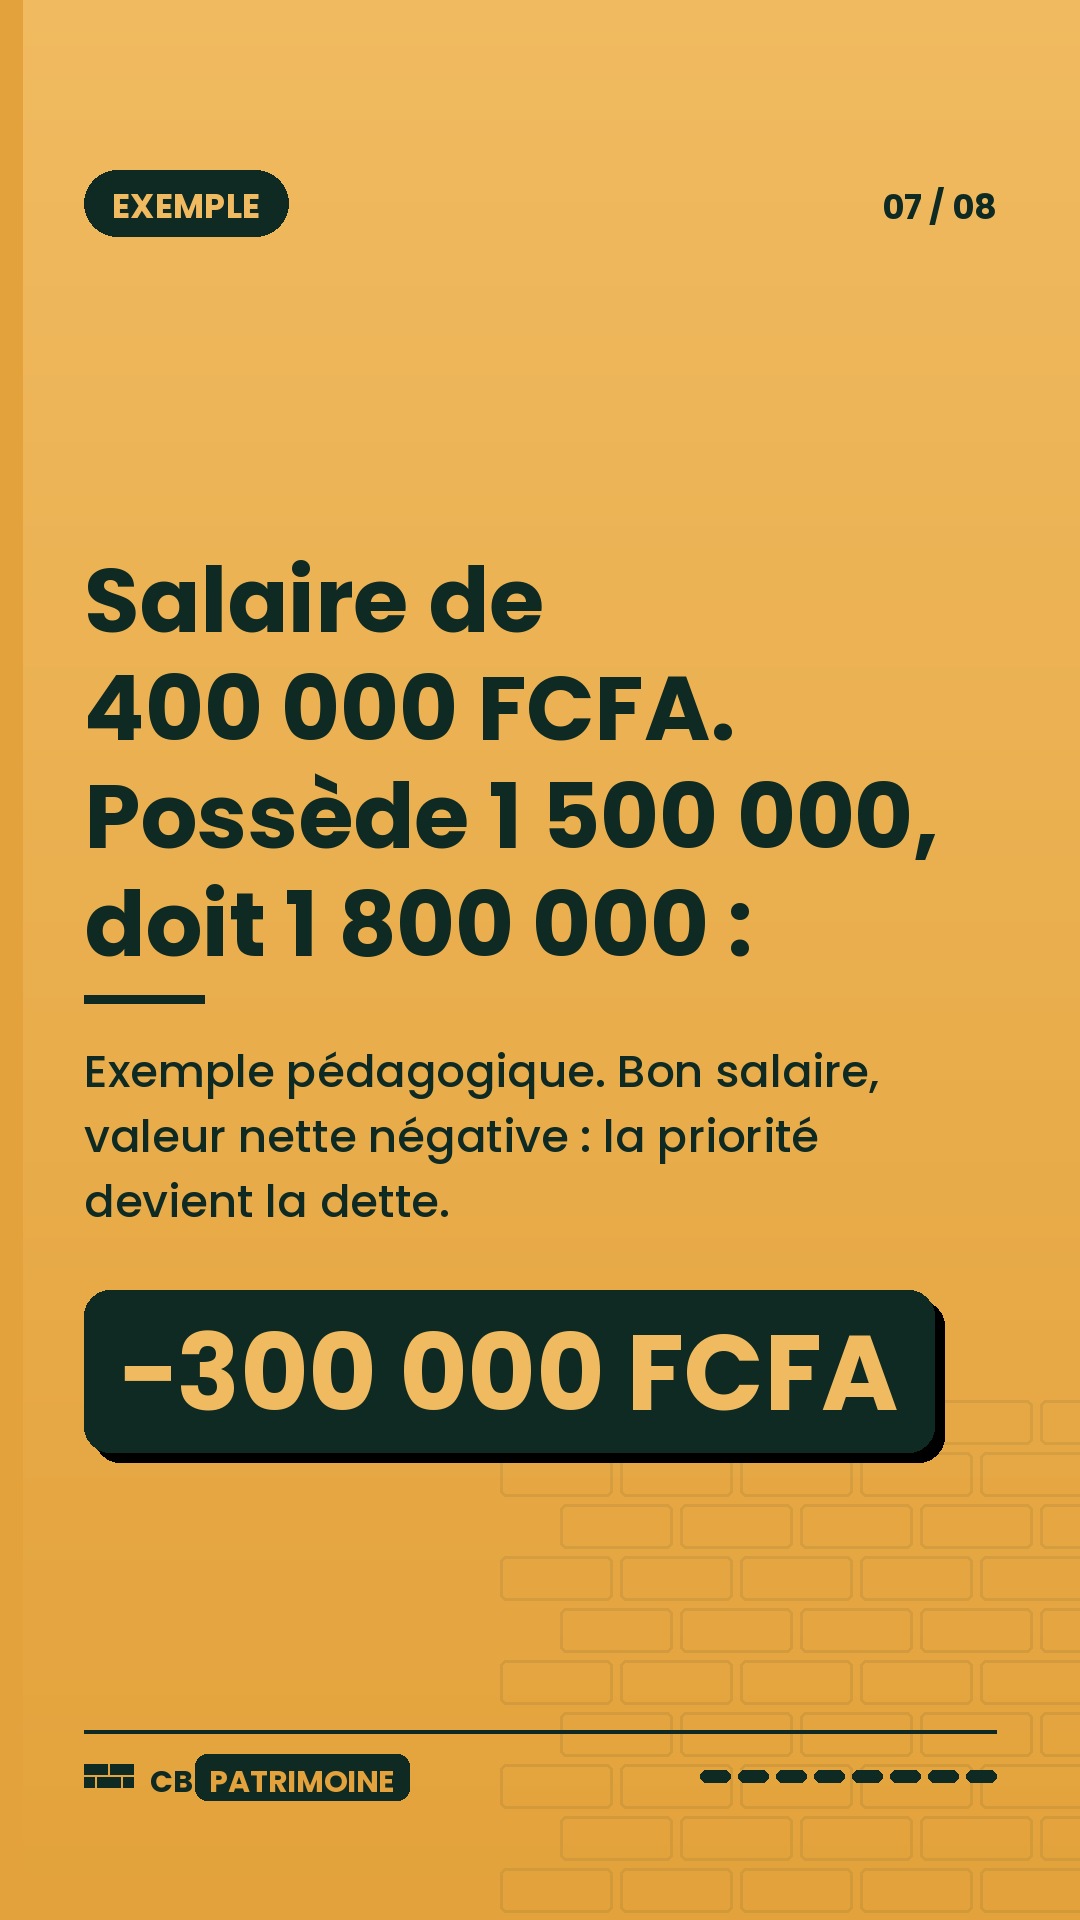 EXEMPLE
07 / 08
Salaire de
400 000 FCFA.
Possède 1 500 000,
doit 1 800 000 :
Exemple pédagogique. Bon salaire,
valeur nette négative : la priorité
devient la dette.
−300 000 FCFA
CB PATRIMOINE